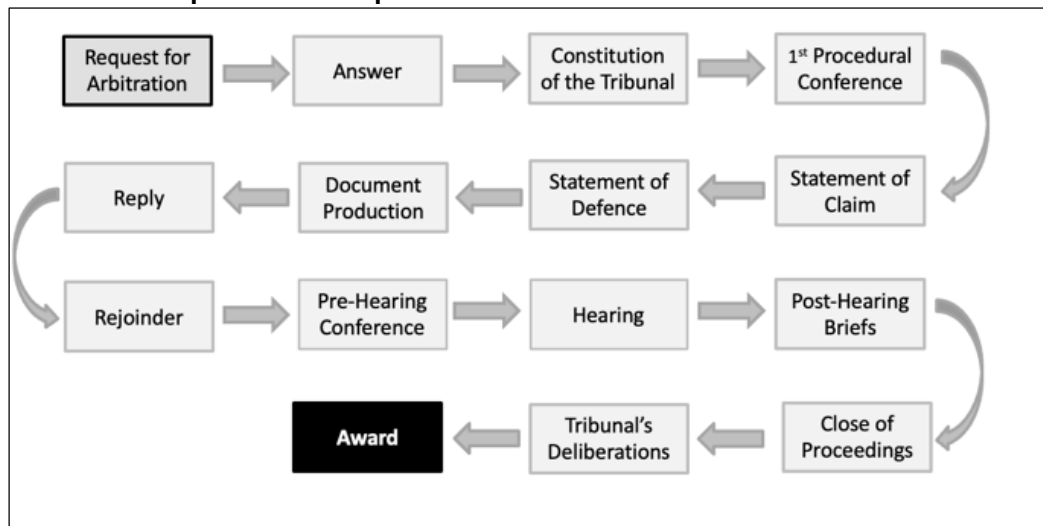 Request for
Arbitration
Answer
Constitution
of the Tribunal
1st Procedural
Conference
Statement of
Claim
Statement of
Defence
Document
Production
Reply
Rejoinder
Pre-Hearing
Conference
Hearing
Post-Hearing
Briefs
Close of
Proceedings
Tribunal's
Deliberations
Award